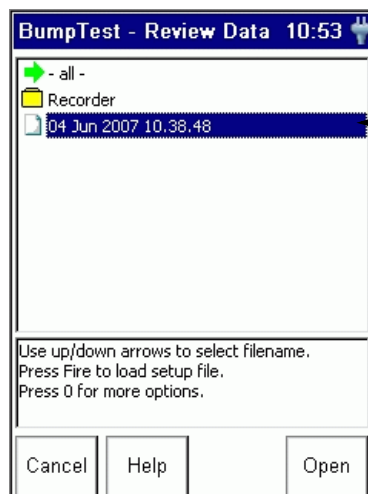 BumpTest - Review Data 10:53
- all -
Recorder
04 Jun 2007 10.38.48
Use up/down arrows to select filename.
Press Fire to load setup file.
Press 0 for more options.
Cancel Help Open